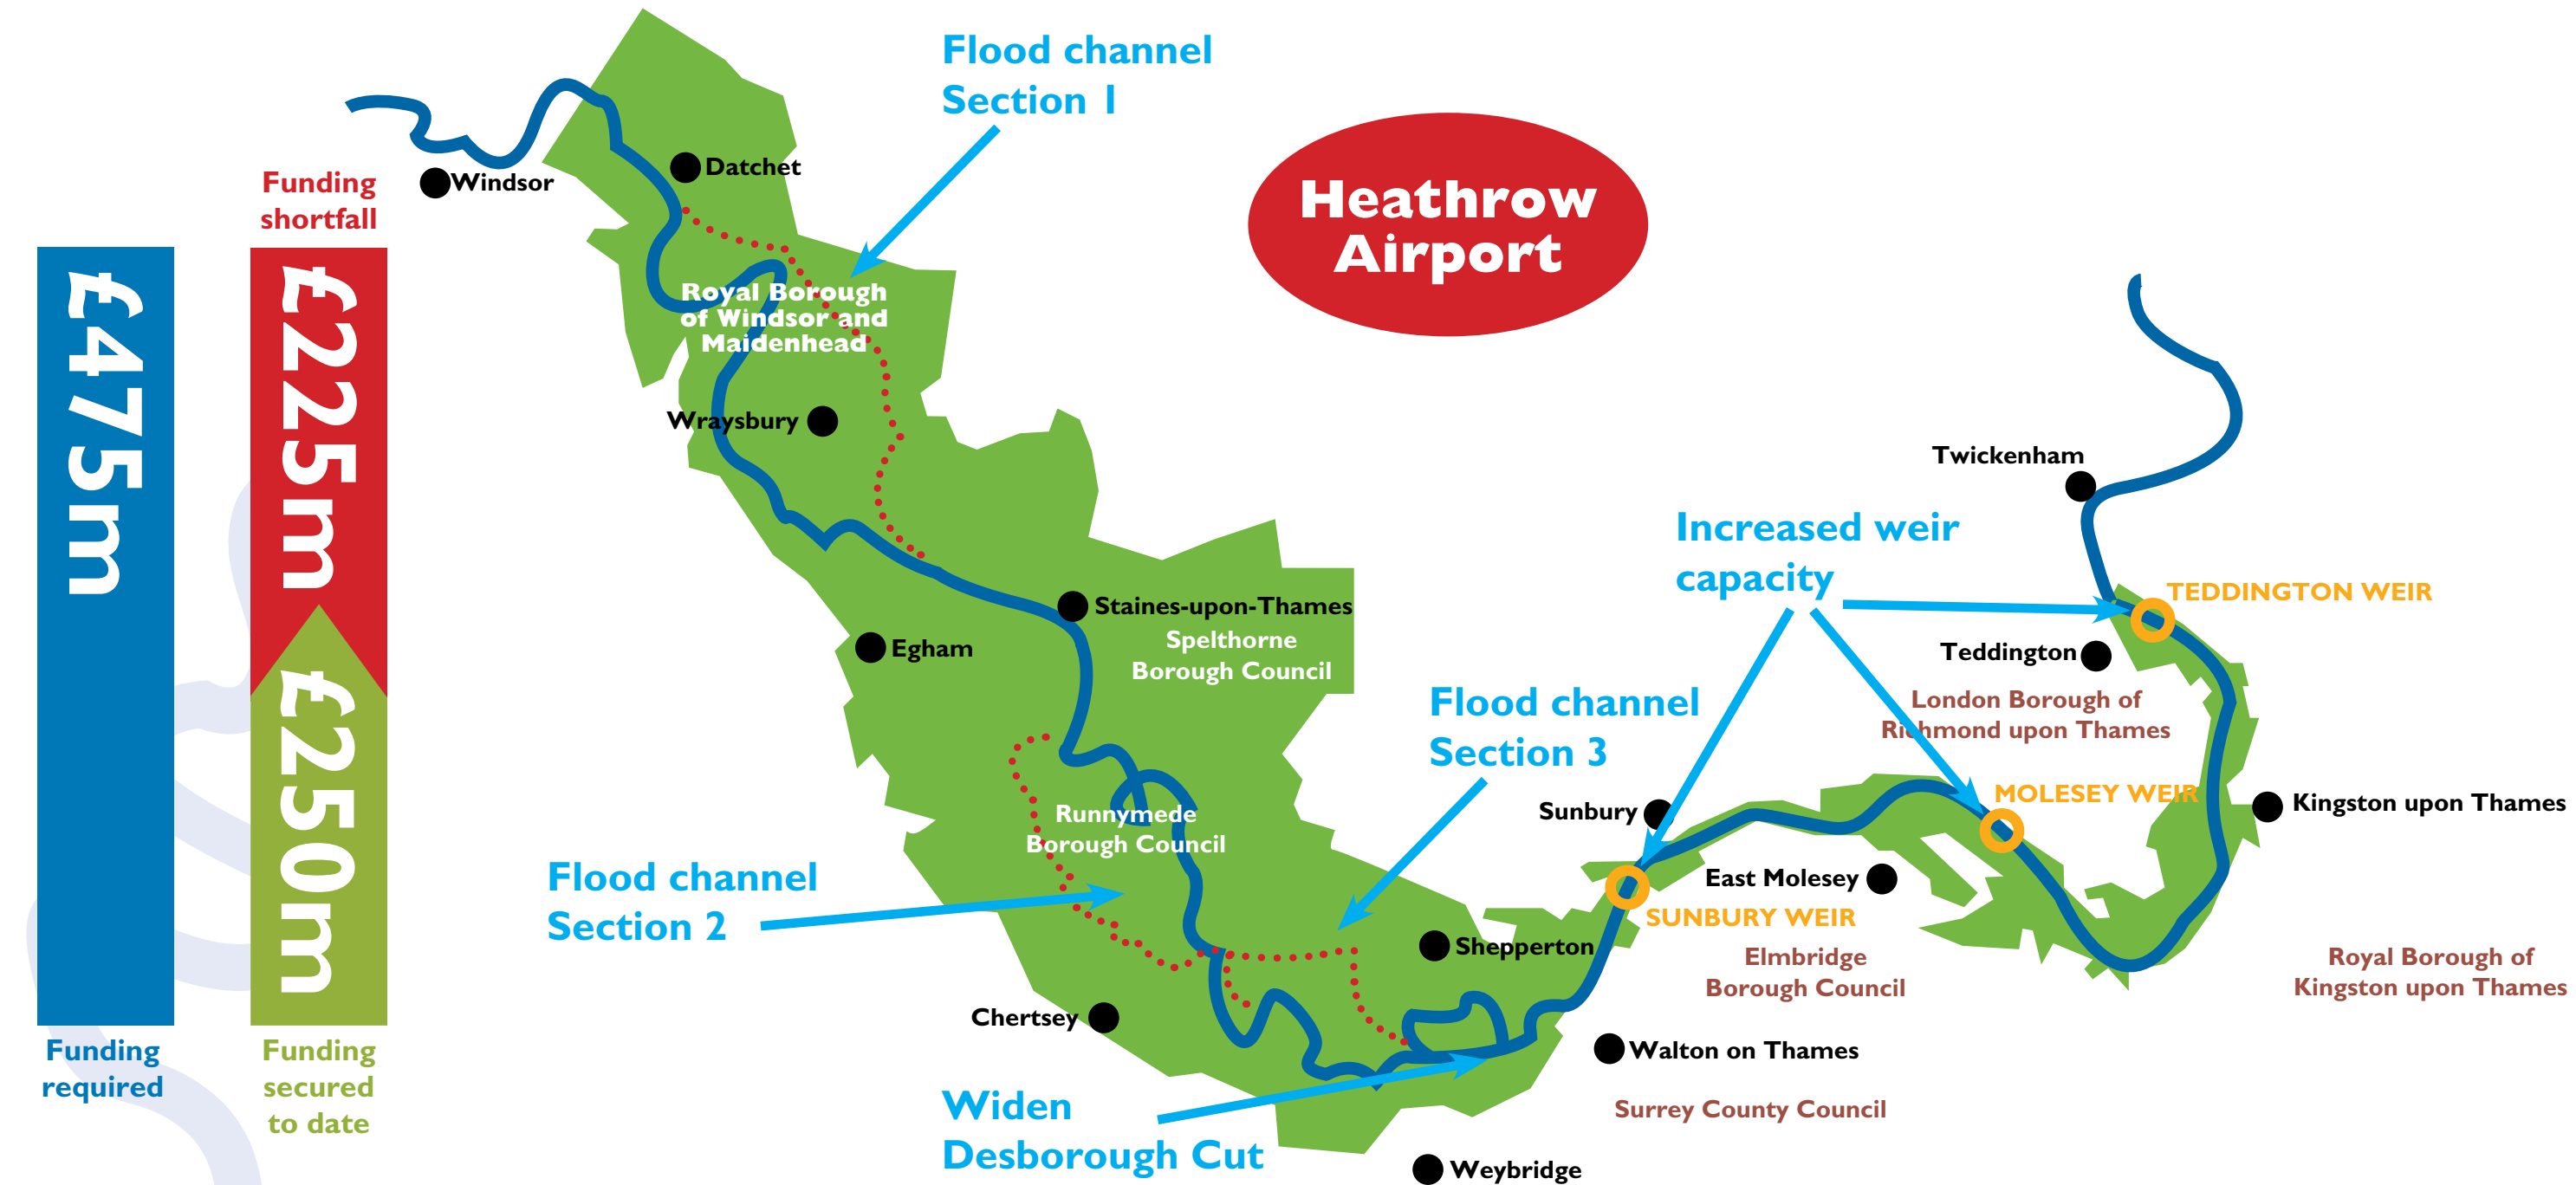 Funding
shortfall
£475m
£225m
£250m
Funding
required
Funding
secured
to date
Flood channel
Section 1
Windsor
Datchet
Royal Borough
of Windsor and
Maidenhead
Wraysbury
Heathrow
Airport
Staines-upon-Thames
Spelthorne
Borough Council
Egham
Runnymede
Borough Council
Flood channel
Section 2
Chertsey
Flood channel
Section 3
Shepperton
Widen
Desborough Cut
Weybridge
Increased weir
capacity
Twickenham
TEDDINGTON WEIR
Teddington
London Borough of
Richmond upon Thames
MOLESEY WEIR
Sunbury
Kingston upon Thames
East Molesey
SUNBURY WEIR
Elmbridge
Borough Council
Royal Borough of
Kingston upon Thames
Walton on Thames
Surrey County Council